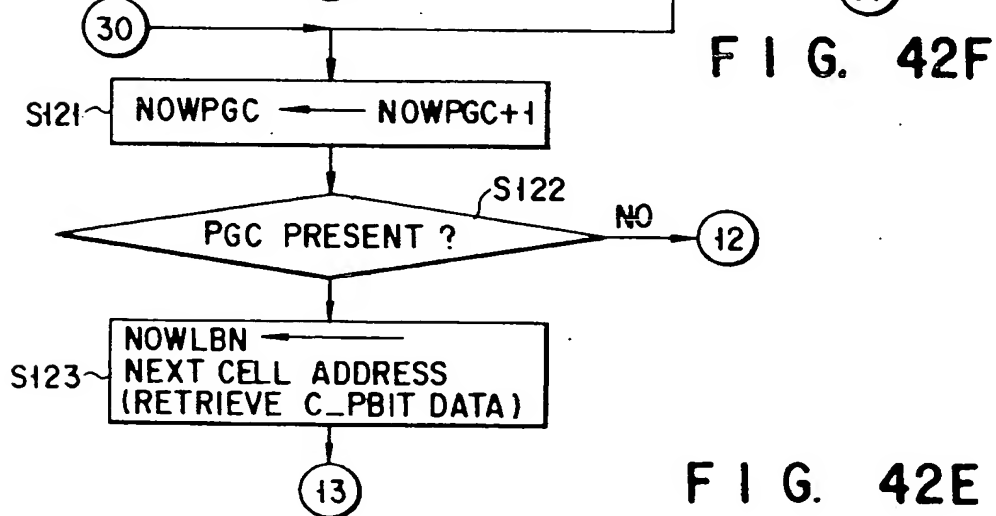 30
F I G. 42F
S121
NOWPGC ← NOWPGC+1
S122
PGC PRESENT ?
NO
12
S123
NOWLBN ←
NEXT CELL ADDRESS
(RETRIEVE C_PBIT DATA)
13
F I G. 42E